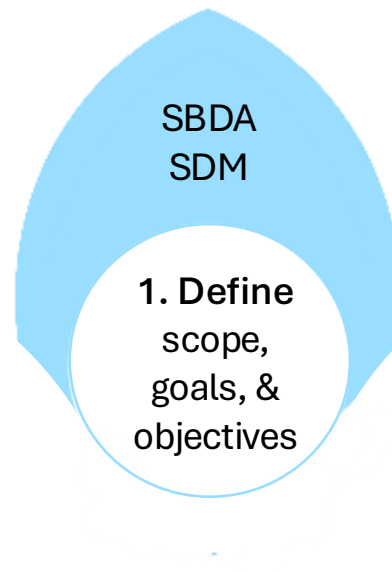 SBDA
SDM
1. Define
scope,
goals, &
objectives